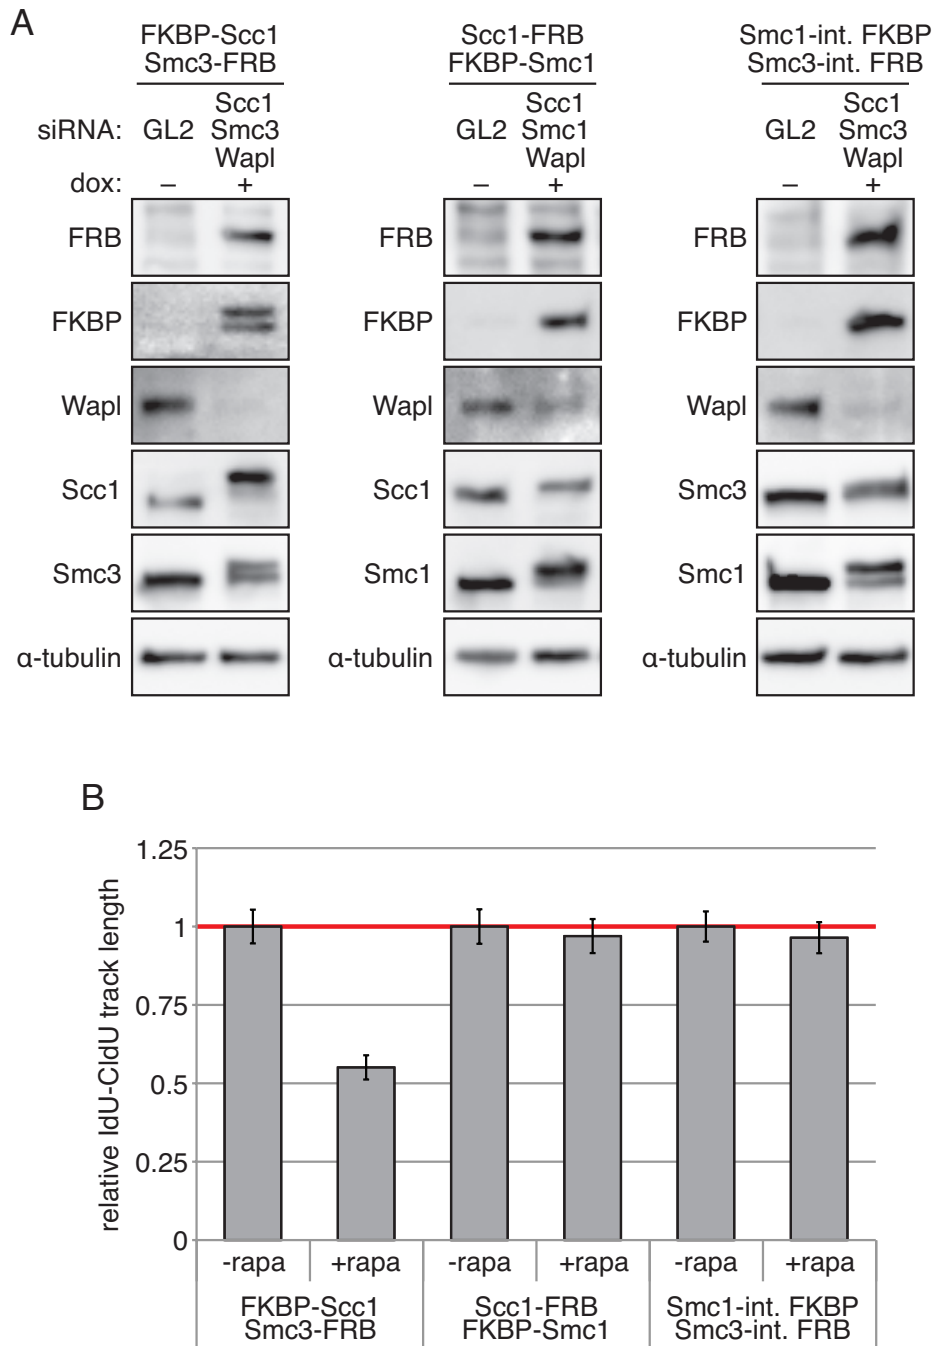 A
FKBP-Scc1
Smc3-FRB
siRNA: GL2 Scc1 Smc3 Wapl
dox: – +
FRB
FKBP
Wapl
Scc1
Smc3
α-tubulin
Scc1-FRB
FKBP-Smc1
GL2 Scc1 Smc1 Wapl
– +
FRB
FKBP
Wapl
Scc1
Smc1
α-tubulin
Smc1-int. FKBP
Smc3-int. FRB
GL2 Scc1 Smc3 Wapl
– +
FRB
FKBP
Wapl
Smc3
Smc1
α-tubulin
B
relative IdU-CldU track length
1.25
1
0.75
0.5
0.25
0
-rapa +rapa -rapa +rapa -rapa +rapa
FKBP-Scc1 Scc1-FRB Smc1-int. FKBP
Smc3-FRB FKBP-Smc1 Smc3-int. FRB